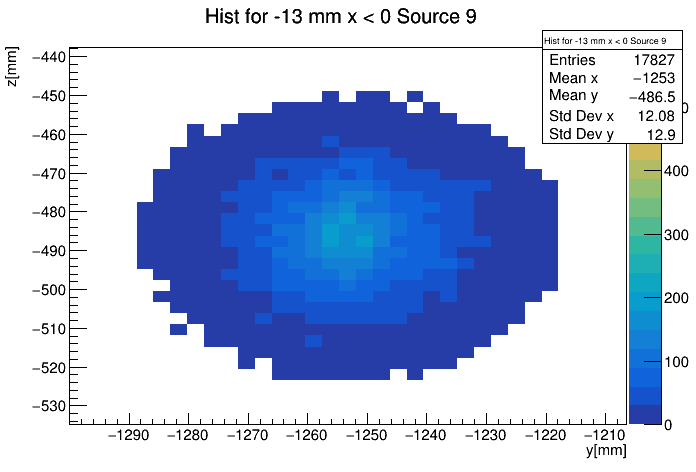 Hist for -13 mm x < 0 Source 9
z[mm]
−440
−450
−460
−470
−480
−490
−500
−510
−520
−530
−1290
−1280
−1270
−1260
−1250
−1240
−1230
−1220
−1210
y[mm]
Hist for -13 mm x < 0 Source 9
Entries 17827
Mean x −1253
Mean y −486.5
Std Dev x 12.08
Std Dev y 12.9
0
400
300
200
100
0